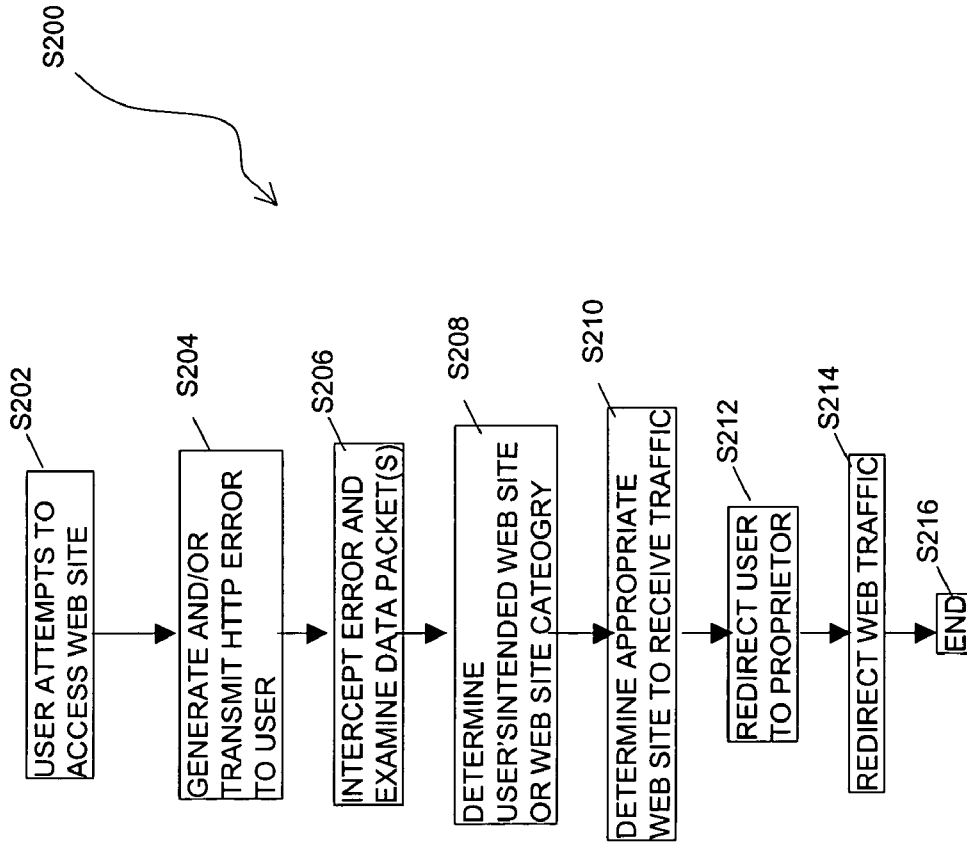 S200
S202
USER ATTEMPTS TO
ACCESS WEB SITE
S204
GENERATE AND/OR
TRANSMIT HTTP ERROR
TO USER
S206
INTERCEPT ERROR AND
EXAMINE DATA PACKET(S)
S208
DETERMINE
USER'SINTENDED WEB SITE
OR WEB SITE CATEOGRY
S210
DETERMINE APPROPRIATE
WEB SITE TO RECEIVE TRAFFIC
S212
REDIRECT USER
TO PROPRIETOR
S214
REDIRECT WEB TRAFFIC
S216
END